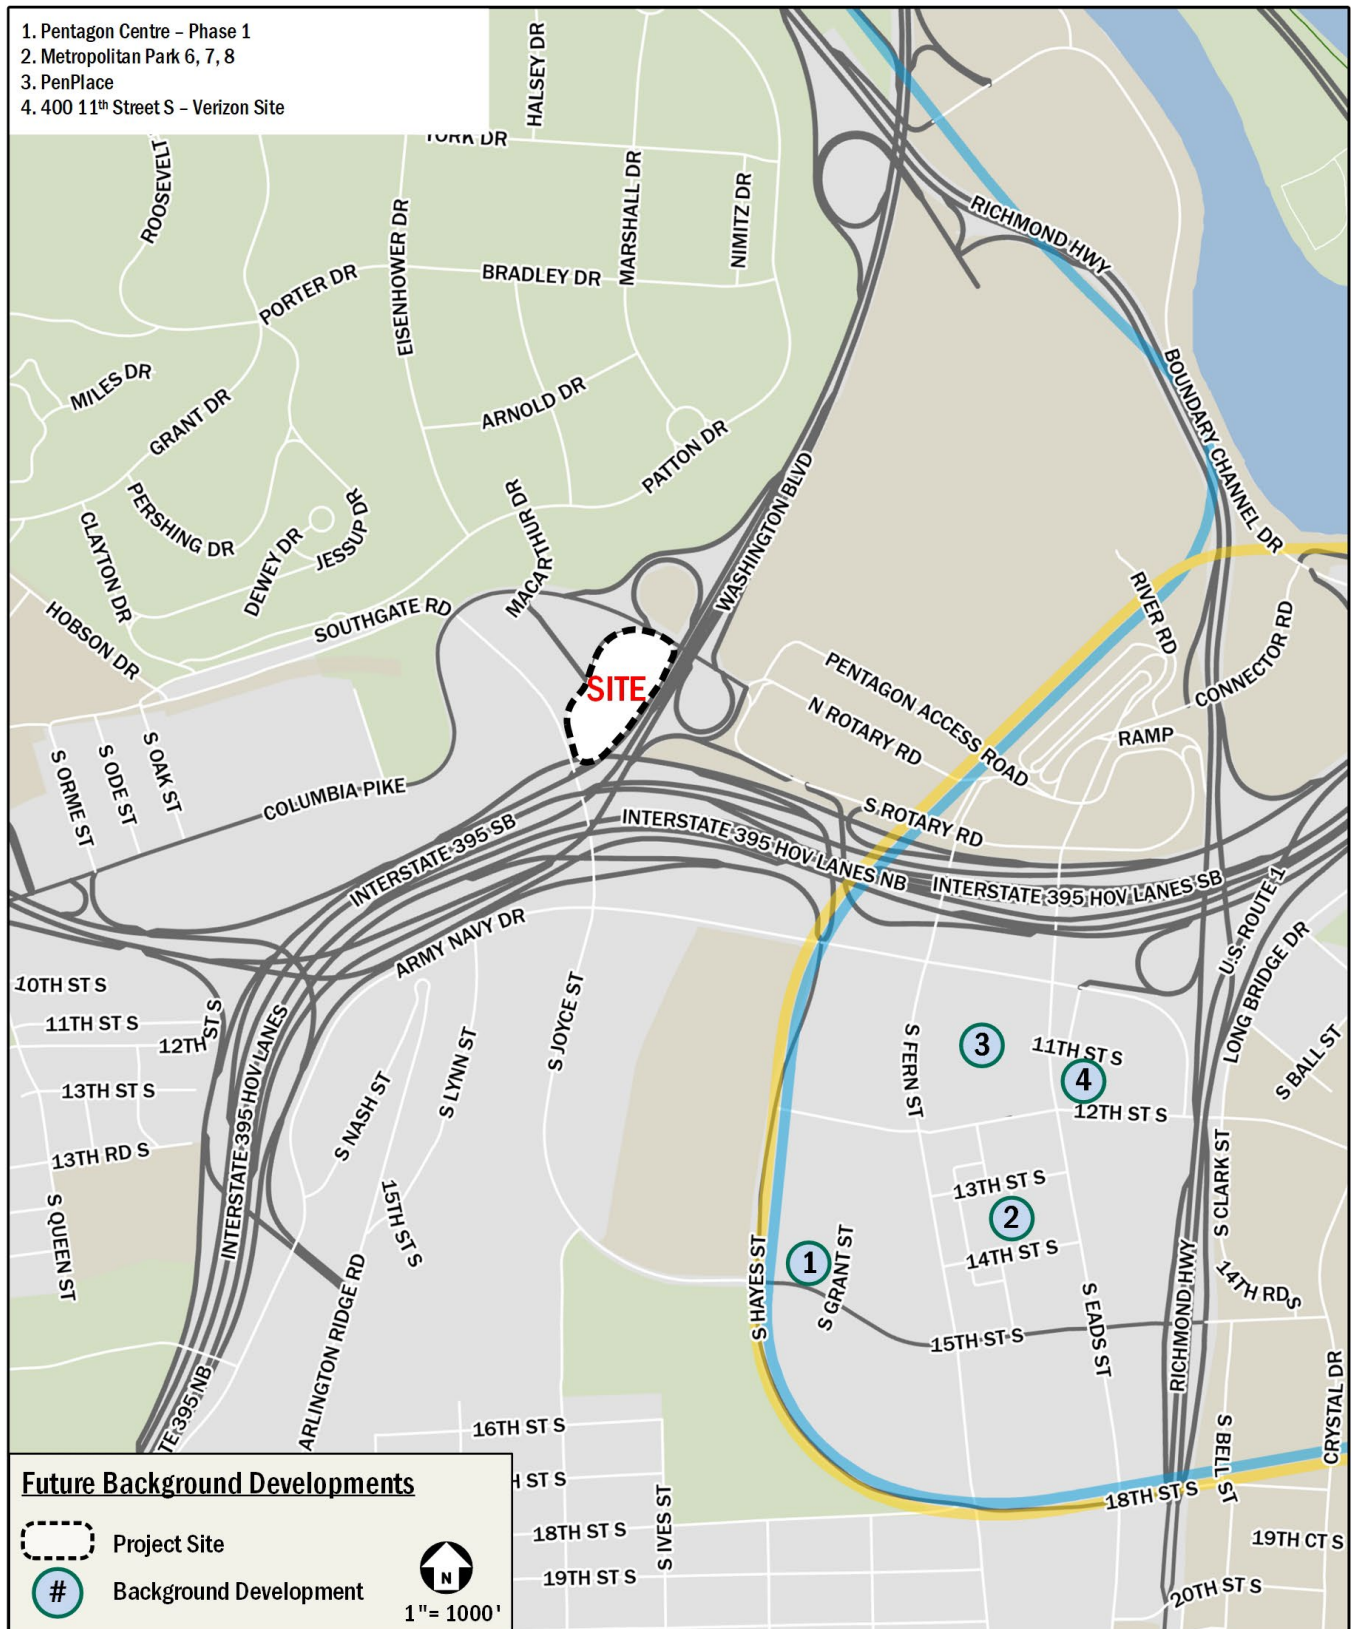 1. Pentagon Centre – Phase 1
2. Metropolitan Park 6, 7, 8
3. PenPlace
4. 400 11th Street S – Verizon Site
HALSEY DR
YORK DR
ROOSEVELT
EISENHOWER DR
MARSHALL DR
NIMITZ DR
BRADLEY DR
PORTER DR
RICHMOND HWY
MILES DR
GRANT DR
ARNOLD DR
PATTON DR
BOUNDARY CHANNEL DR
PERSHING DR
CLAYTON DR
DEWEY DR
JESSUP DR
MACARTHUR DR
WASHINGTON BLVD
HOBSON DR
SOUTHGATE RD
RIVER RD
CONNECTOR RD
SITE
PENTAGON ACCESS ROAD
N ROTARY RD
RAMP
S ORME ST
S ODE ST
S OAK ST
COLUMBIA PIKE
S ROTARY RD
INTERSTATE 395 SB
INTERSTATE 395 HOV LANES NB
INTERSTATE 395 HOV LANES SB
U.S. ROUTE 1
ARMY NAVY DR
LONG BRIDGE DR
10TH ST S
11TH ST S
12TH ST S
13TH ST S
13TH RD S
INTERSTATE 395 HOV LANES
S NASH ST
S LYNN ST
S JOYCE ST
S FERN ST
3
11TH ST S
4
12TH ST S
S BALL ST
S QUEEN ST
15TH ST S
13TH ST S
2
14TH ST S
S CLARK ST
1
S GRANT ST
S HAYES ST
15TH ST S
S EADS ST
RICHMOND HWY
14TH RD S
ARLINGTON RIDGE RD
TE 395 NB
CRYSTAL DR
S BELL ST
16TH ST S
H ST S
18TH ST S
19TH ST S
S IVES ST
18TH ST S
19TH CT S
20TH ST S
Future Background Developments
Project Site
# Background Development
N
1"= 1000'